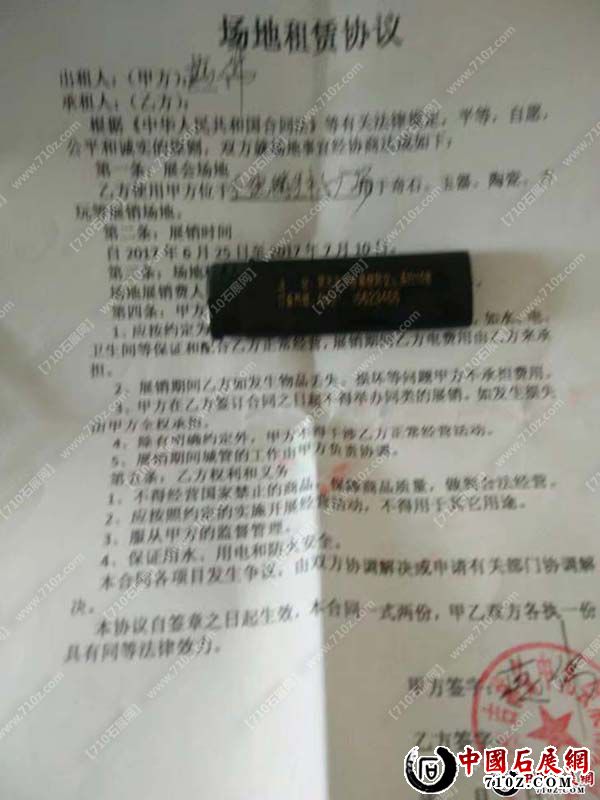 场地租赁协议
出租人：（甲方）：
承租人：（乙方）：
根据《中华人民共和国合同法》等有关法律规定，平等，自愿，
公平和诚实的原则，双方就场地事宜经协商达成如下：
第一条：展会场地
乙方使用甲方位于 用于奇石、玉器、陶瓷、古
玩等展销场地。
第二条：展销时间
自 2017 年 6 月 25 日至 2017 年 7 月 10 号。
第三条：场地
场地展销费人
第四条：甲方
1、应按约定为 如水、电、
卫生间等保证和配合乙方正常经营，展销期间乙方电费用由乙方来承
担。
2、展销期间乙方如发生物品丢失、损坏等问题甲方不承担费用。
3、甲方在乙方签订合同之日起不得举办同类的展销。如发生损失
由甲方全权承担。
4、除有明确约定外，甲方不得干涉乙方正常经营活动。
5、展销期间城管的工作由甲方负责协调。
第五条：乙方权利和义务
1、不得经营国家禁止的商品，保障商品质量，做到合法经营。
2、应按照约定的实施开展经营活动，不得用于其它用途。
3、服从甲方的监督管理。
4、保证用水、用电和防火安全。
本合同各项目发生争议，由双方协调解决或申请有关部门协调解
决。
本协议自签章之日起生效，本合同一式两份，甲乙双方各执一份
具有同等法律效力。
甲方签字：
乙方签字：
中國石展網
710Z.COM